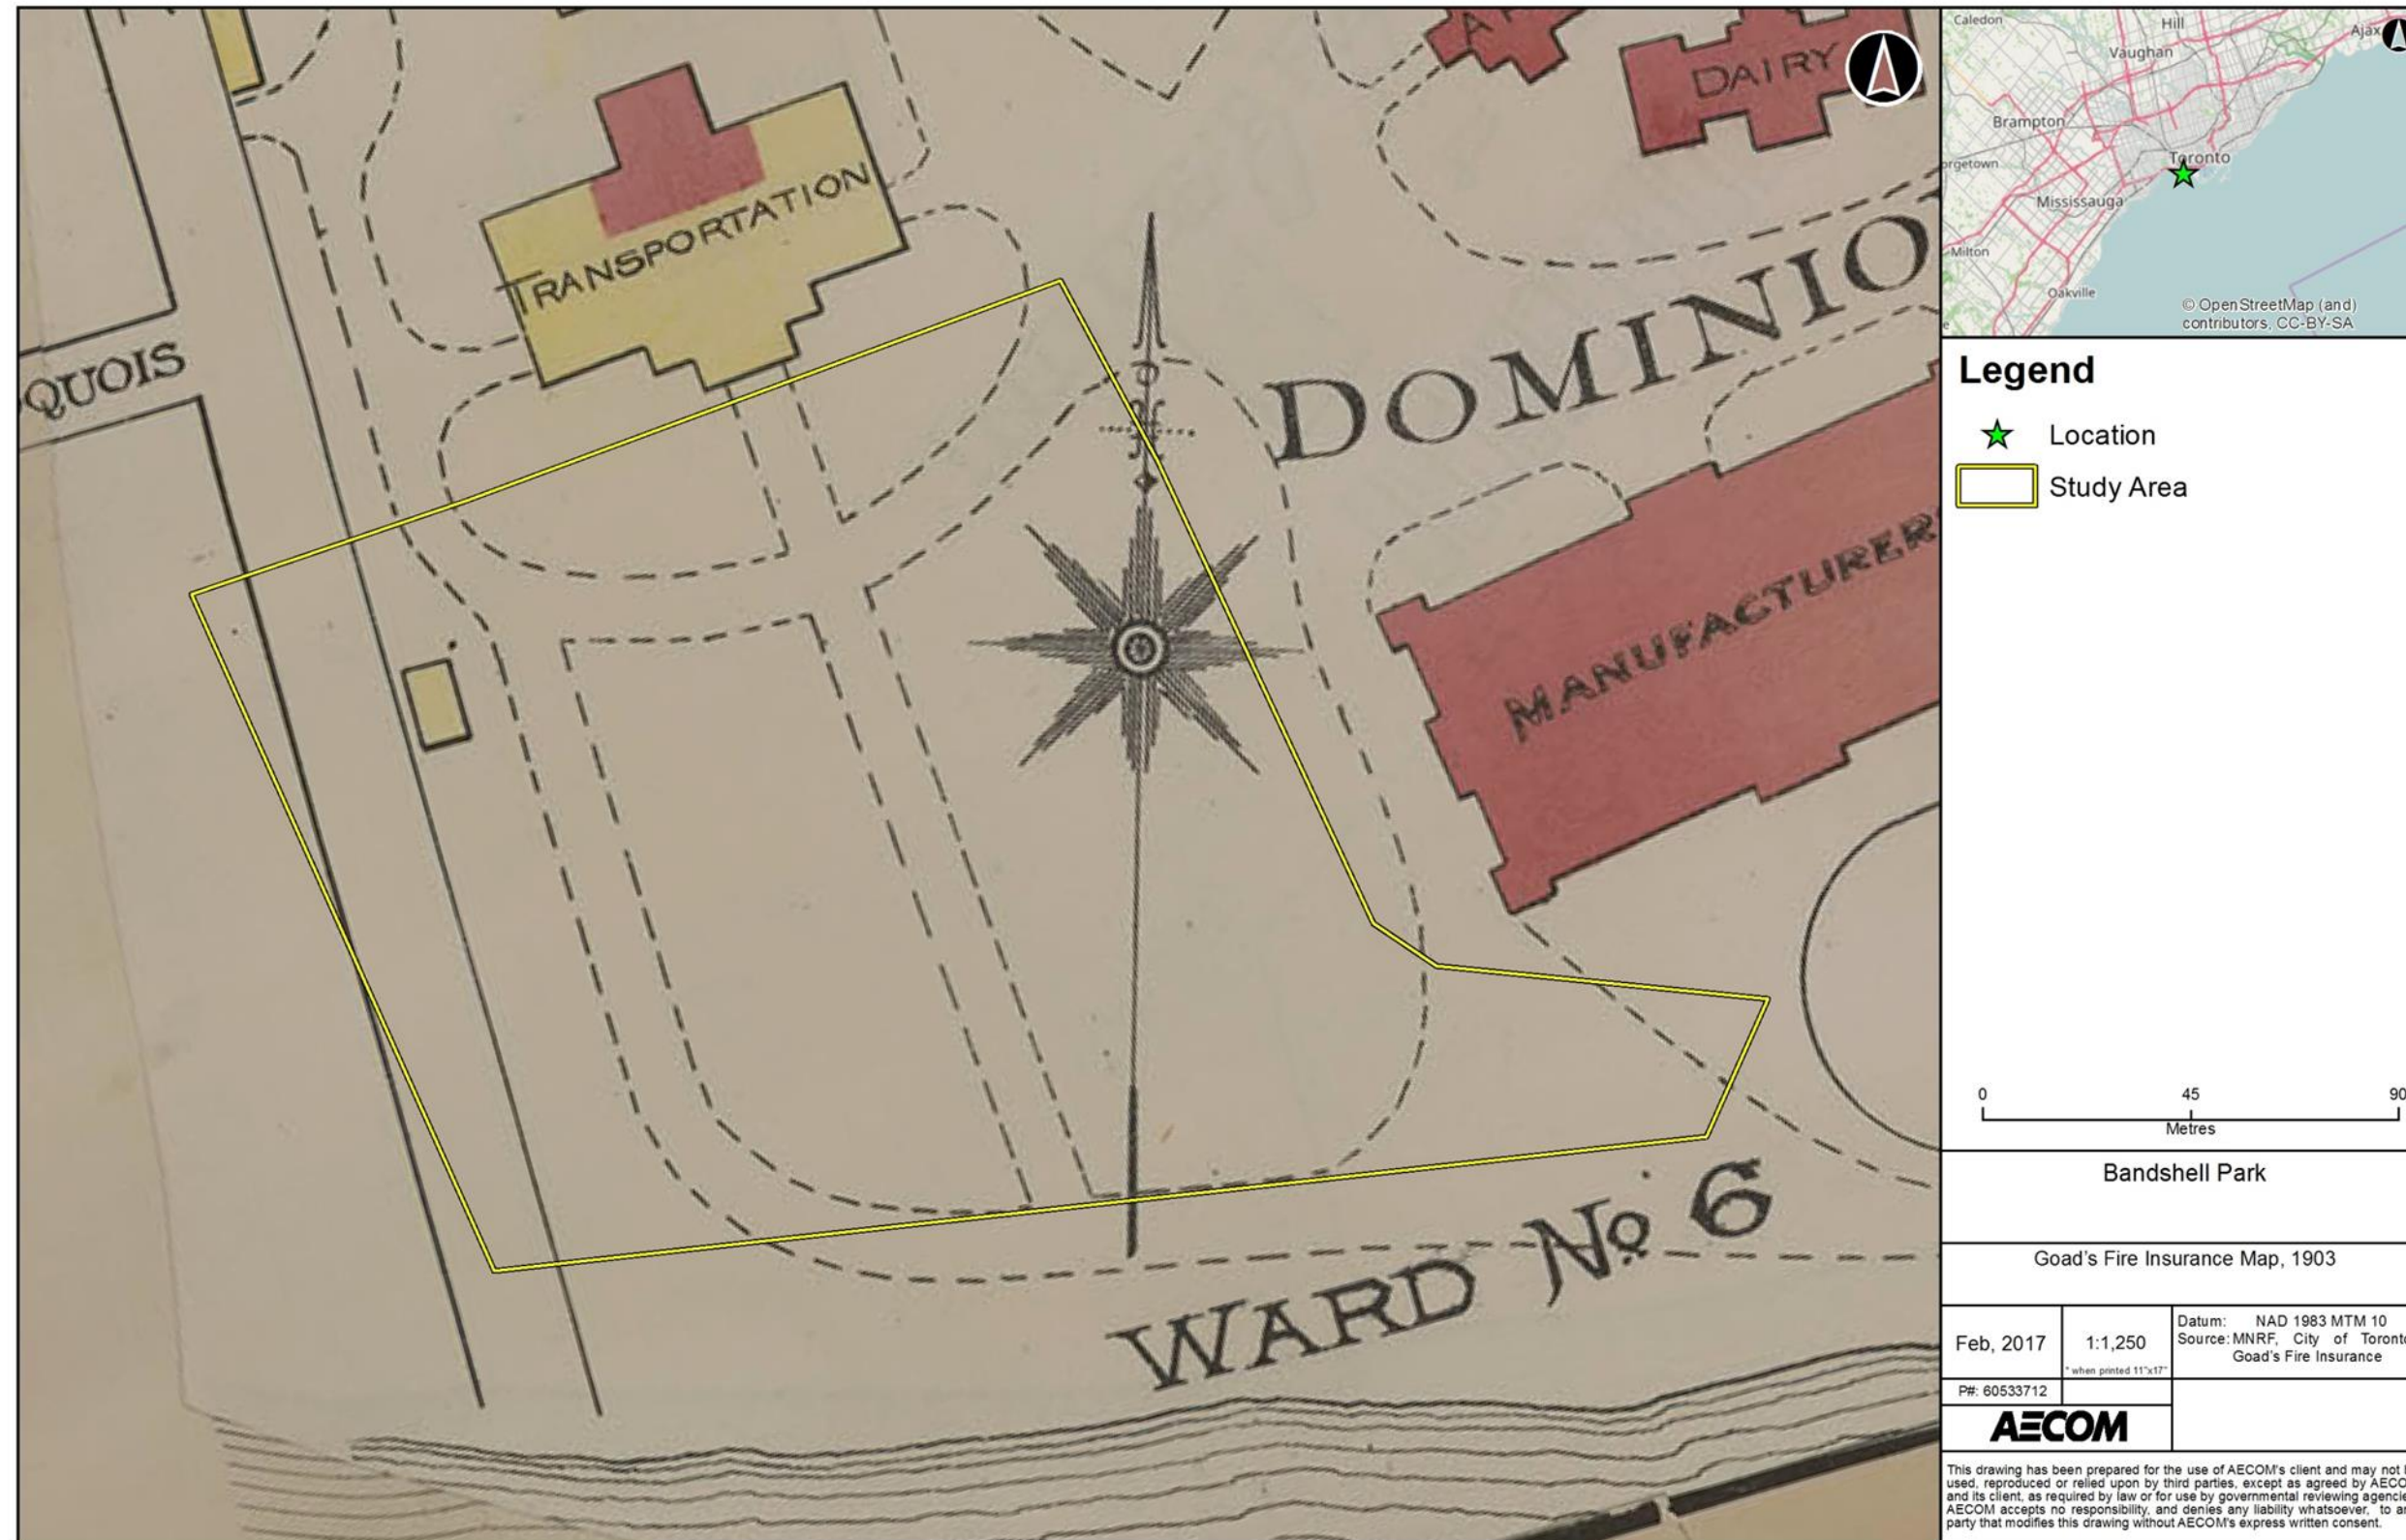 DAIRY
TRANSPORTATION
DOMINIO
QUOIS
MANUFACTURER
WARD No. 6
Caledon
Hill
Ajax
Vaughan
Brampton
orgetown
Toronto
Mississauga
Milton
Oakville
© OpenStreetMap (and)
contributors, CC-BY-SA
Legend
Location
Study Area
0 45 90
Metres
Bandshell Park
Goad's Fire Insurance Map, 1903
Feb, 2017
1:1,250
* when printed 11"x17"
Datum: NAD 1983 MTM 10
Source: MNRF, City of Toronto
Goad's Fire Insurance
P#: 60533712
AECOM
This drawing has been prepared for the use of AECOM's client and may not
used, reproduced or relied upon by third parties, except as agreed by AECO
and its client, as required by law or for use by governmental reviewing agencie
AECOM accepts no responsibility, and denies any liability whatsoever, to a
party that modifies this drawing without AECOM's express written consent.